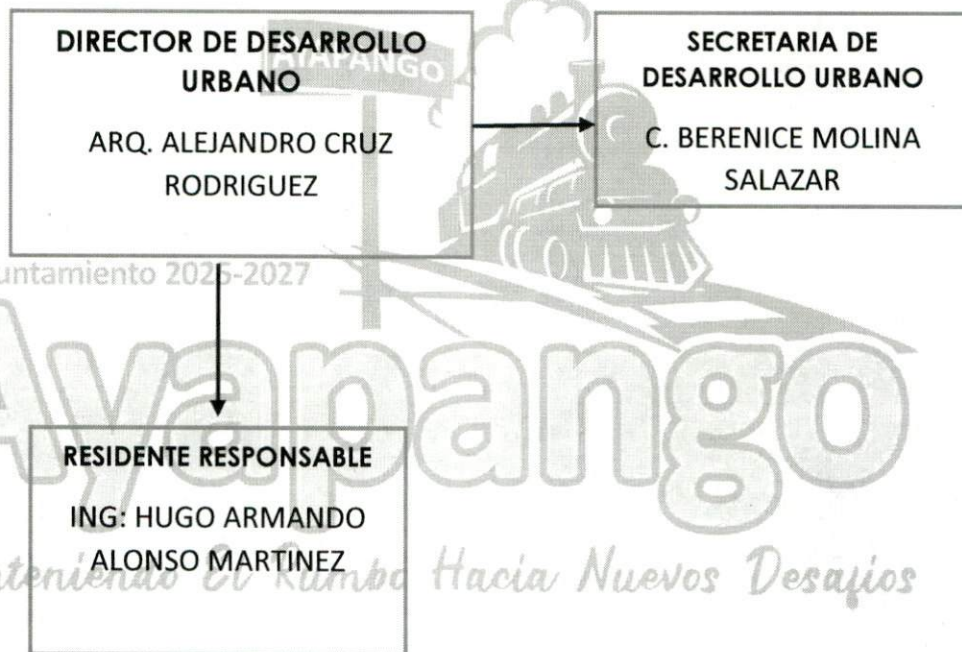 DIRECTOR DE DESARROLLO
URBANO
ARQ. ALEJANDRO CRUZ
RODRIGUEZ
SECRETARIA DE
DESARROLLO URBANO
C. BERENICE MOLINA
SALAZAR
AYAPANGO
untamiento 2025-2027
Ayapango
RESIDENTE RESPONSABLE
ING: HUGO ARMANDO
ALONSO MARTINEZ
nteniendo El Rumbo Hacia Nuevos Desafíos